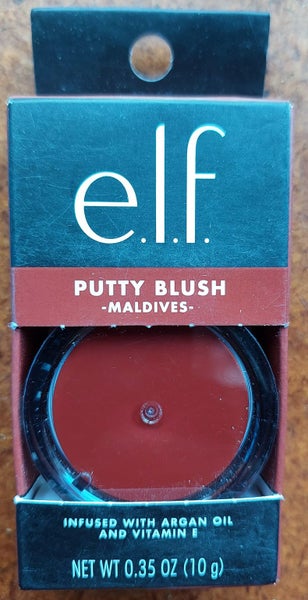 e.l.f.
PUTTY BLUSH
-MALDIVES-
INFUSED WITH ARGAN OIL
AND VITAMIN E
NET WT 0.35 OZ (10 g)